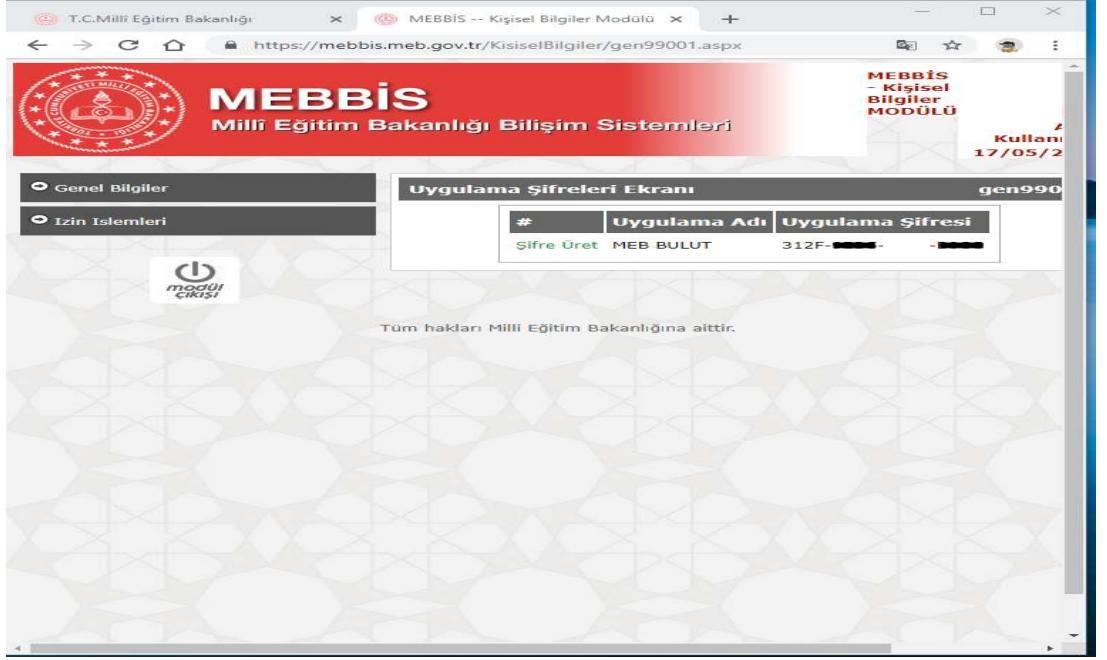 T.C.Millî Eğitim Bakanlığı
MEBBİS -- Kişisel Bilgiler Modülü
https://mebbis.meb.gov.tr/KisiselBilgiler/gen99001.aspx
MEBBİS
Millî Eğitim Bakanlığı Bilişim Sistemleri
MEBBİS
- Kişisel
Bilgiler
MODÜLÜ
Kullanı
17/05/2
Genel Bilgiler
Izin Islemleri
modül
çıkışı
Uygulama Şifreleri Ekranı gen990
# Uygulama Adı Uygulama Şifresi
Şifre Üret MEB BULUT 312F- - -
Tüm hakları Milli Eğitim Bakanlığına aittir.